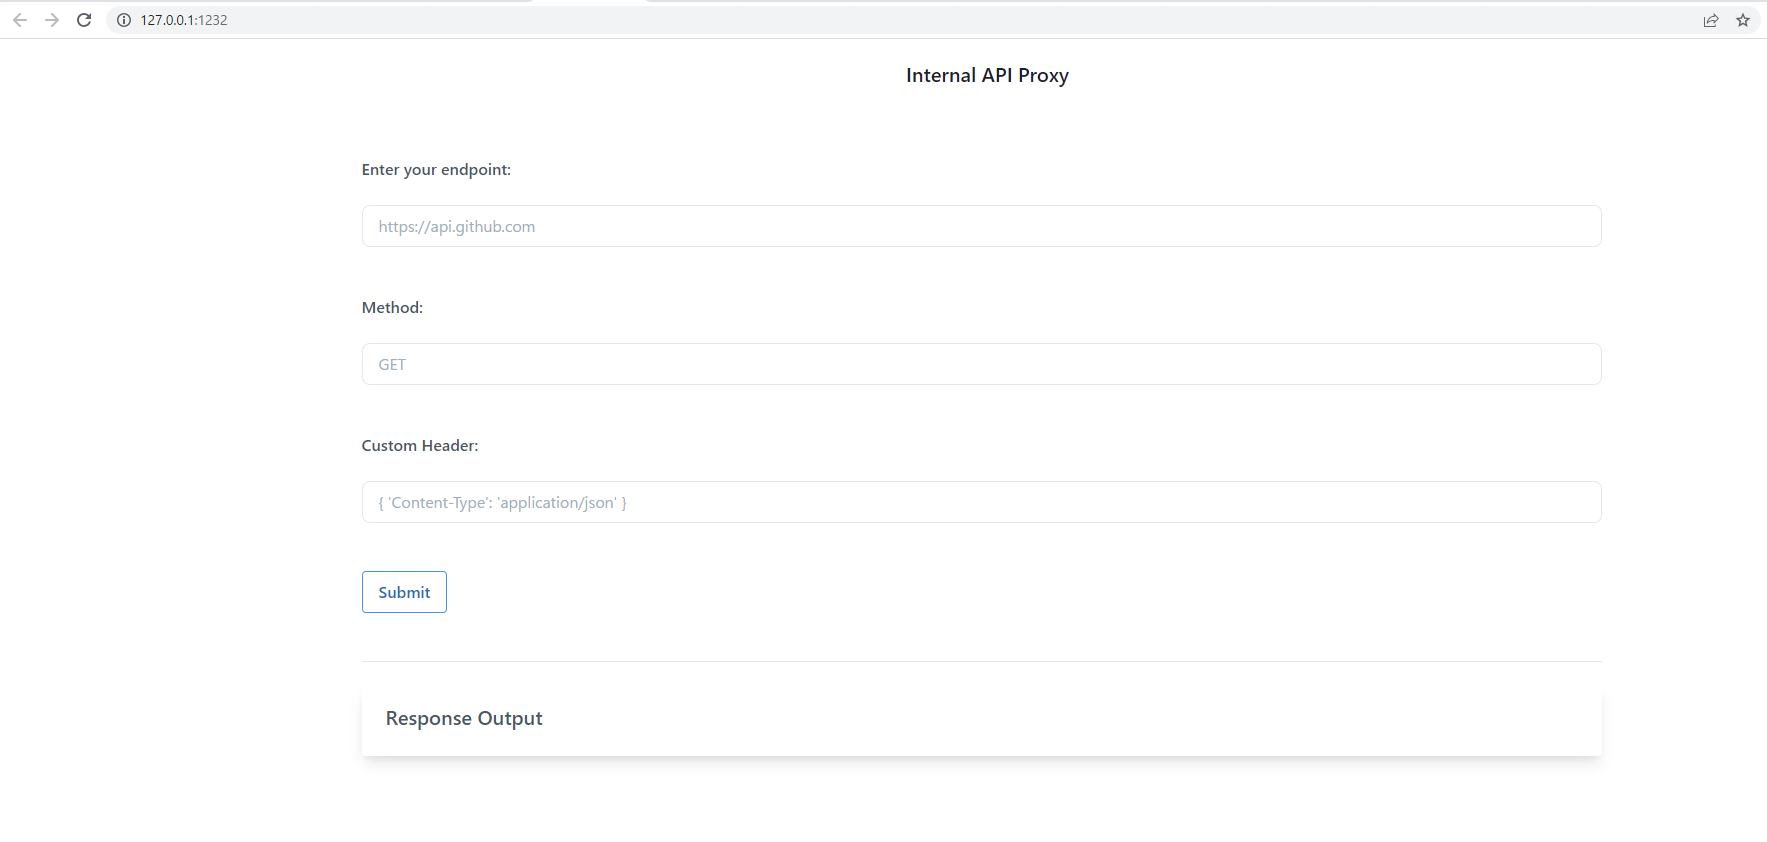 127.0.0.1:1232
Internal API Proxy
Enter your endpoint:
https://api.github.com
Method:
GET
Custom Header:
{ 'Content-Type': 'application/json' }
Submit
Response Output